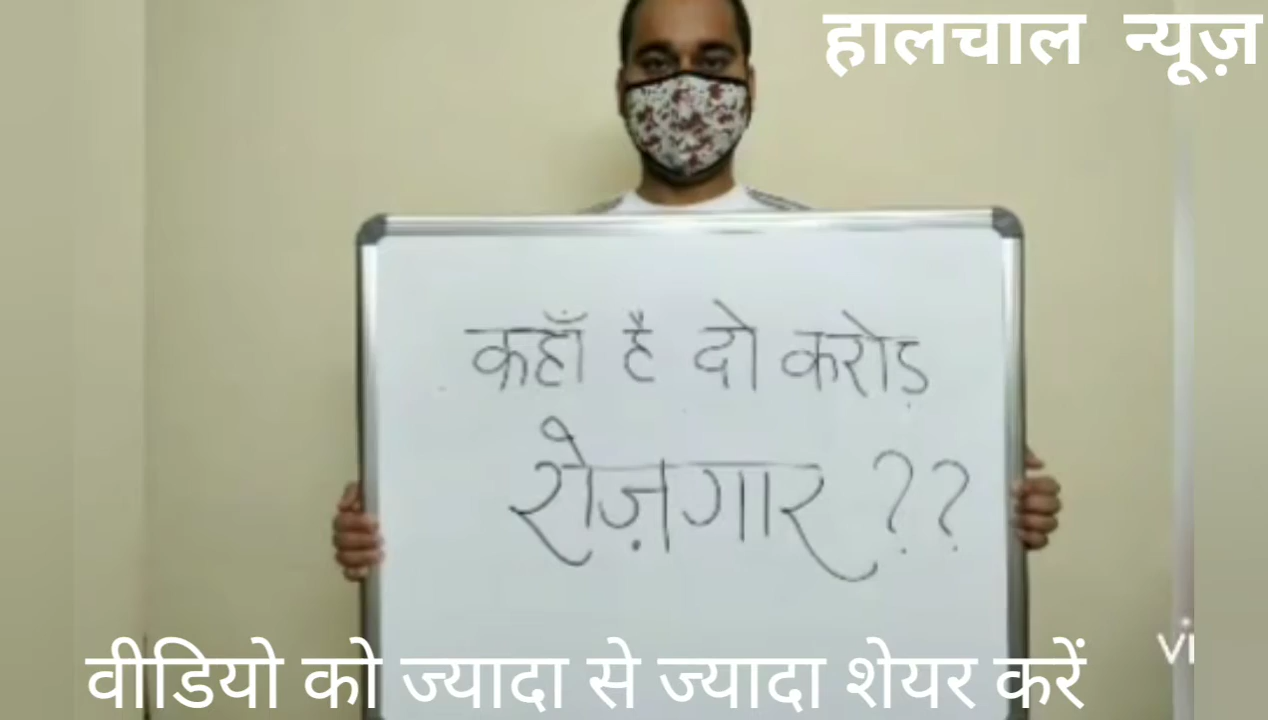 हालचाल न्यूज़
कहाँ है दो करोड़
रोज़गार ??
वीडियो को ज्यादा से ज्यादा शेयर करें